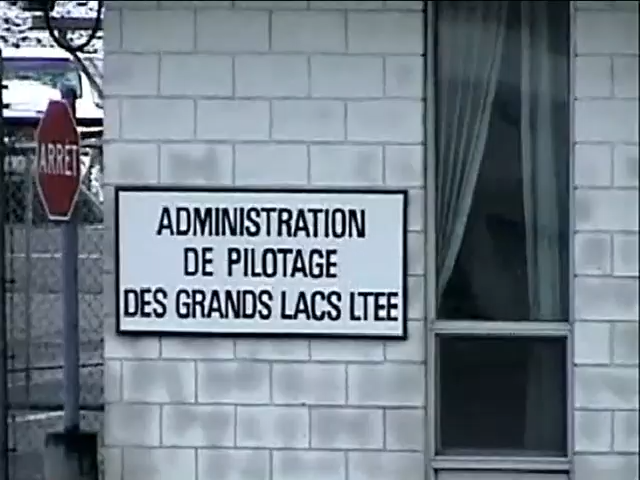 ARRET
ADMINISTRATION
DE PILOTAGE
DES GRANDS LACS LTEE